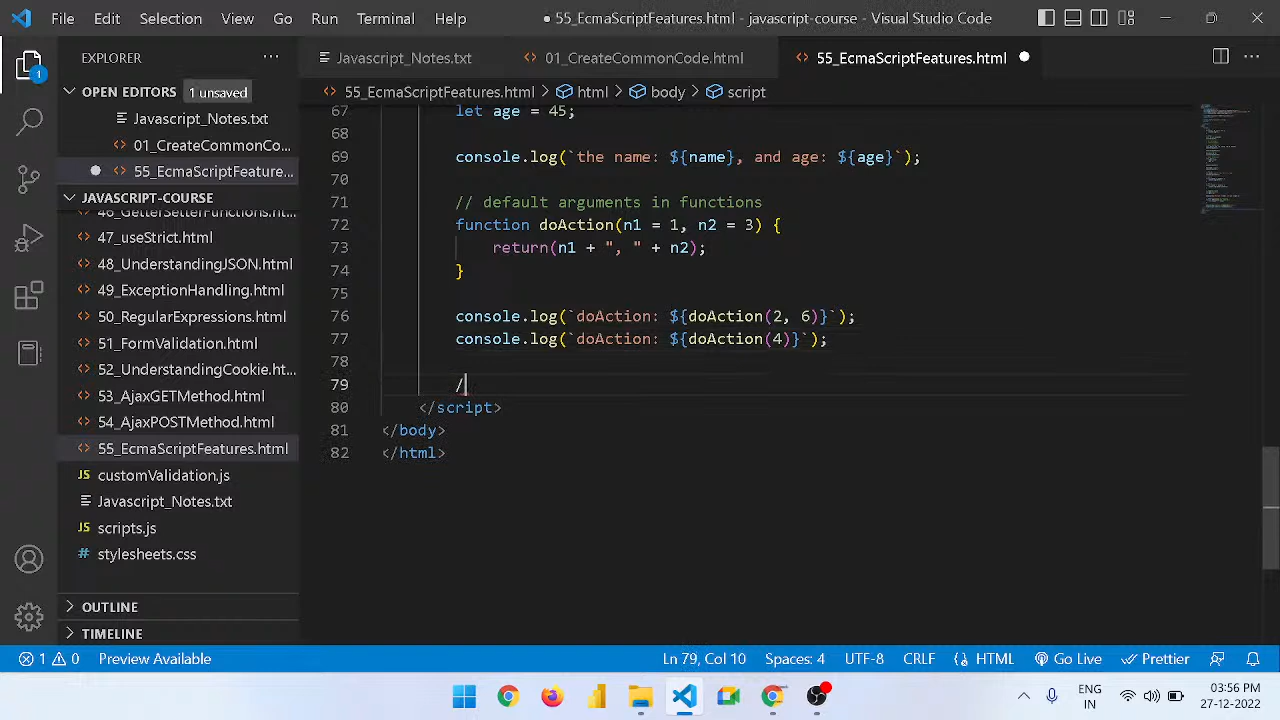 File Edit Selection View Go Run Terminal Help
55_EcmaScriptFeatures.html - javascript-course - Visual Studio Code
EXPLORER
OPEN EDITORS 1 unsaved
Javascript_Notes.txt
01_CreateCommonCo...
55_EcmaScriptFeature...
JAVASCRIPT-COURSE
48_GetterSetterFunctions.html
47_useStrict.html
48_UnderstandingJSON.html
49_ExceptionHandling.html
50_RegularExpressions.html
51_FormValidation.html
52_UnderstandingCookie.html
53_AjaxGETMethod.html
54_AjaxPOSTMethod.html
55_EcmaScriptFeatures.html
JS customValidation.js
Javascript_Notes.txt
JS scripts.js
# stylesheets.css
OUTLINE
TIMELINE
1
Javascript_Notes.txt 01_CreateCommonCode.html 55_EcmaScriptFeatures.html
55_EcmaScriptFeatures.html > html > body > script
67 let age = 45;
68
69 console.log(`the name: ${name}, and age: ${age}`);
70
71 // default arguments in functions
72 function doAction(n1 = 1, n2 = 3) {
73 return(n1 + ", " + n2);
74 }
75
76 console.log(`doAction: ${doAction(2, 6)}`);
77 console.log(`doAction: ${doAction(4)}`);
78
79 /
80 </script>
81 </body>
82 </html>
1 0 Preview Available Ln 79, Col 10 Spaces: 4 UTF-8 CRLF HTML Go Live Prettier
ENG
IN
03:56 PM
27-12-2022